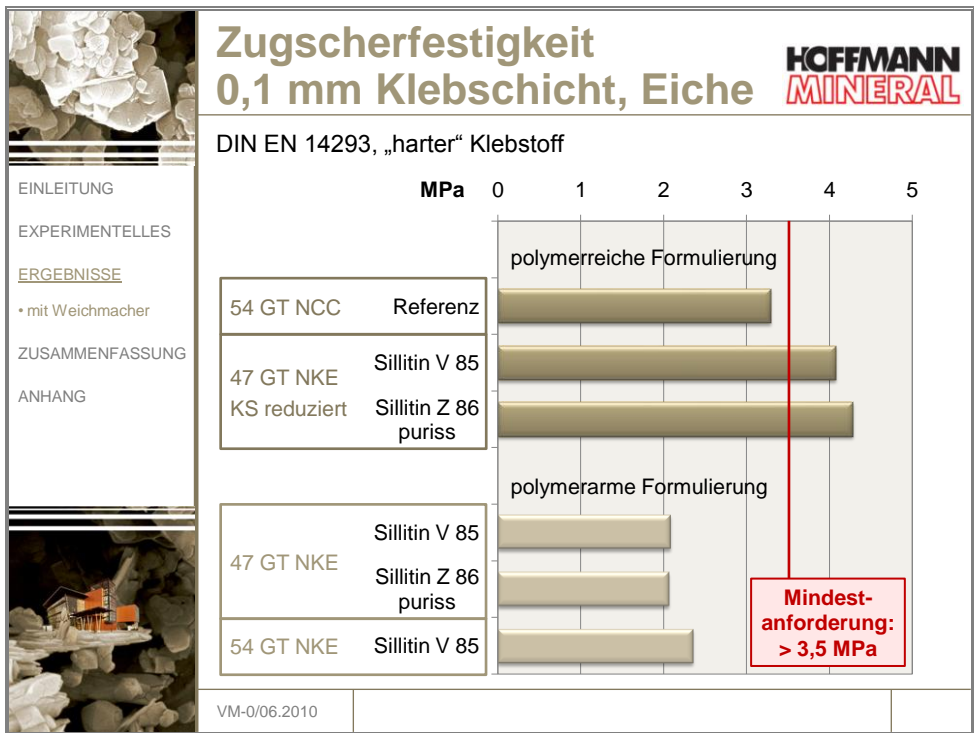 Zugscherfestigkeit
0,1 mm Klebschicht, Eiche
HOFFMANN
MINERAL
DIN EN 14293, „harter“ Klebstoff
EINLEITUNG
EXPERIMENTELLES
ERGEBNISSE
• mit Weichmacher
ZUSAMMENFASSUNG
ANHANG
MPa 0 1 2 3 4 5
polymerreiche Formulierung
54 GT NCC Referenz
47 GT NKE
KS reduziert
Sillitin V 85
Sillitin Z 86
puriss
polymerarme Formulierung
47 GT NKE
Sillitin V 85
Sillitin Z 86
puriss
54 GT NKE Sillitin V 85
Mindest-
anforderung:
> 3,5 MPa
VM-0/06.2010